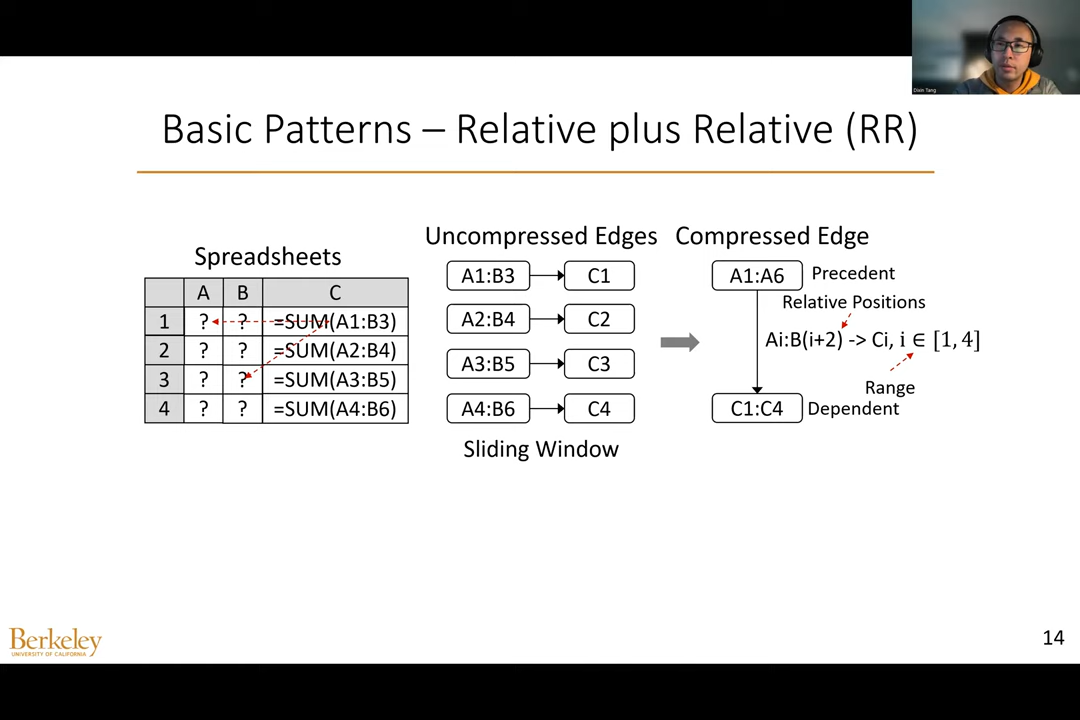 Dixin Tang
Basic Patterns – Relative plus Relative (RR)
Spreadsheets
A B C
1 ? ? =SUM(A1:B3)
2 ? ? =SUM(A2:B4)
3 ? ? =SUM(A3:B5)
4 ? ? =SUM(A4:B6)
Uncompressed Edges
A1:B3 C1
A2:B4 C2
A3:B5 C3
A4:B6 C4
Sliding Window
Compressed Edge
A1:A6 Precedent
Relative Positions
Ai:B(i+2) -> Ci, i ∈ [1, 4]
Range
C1:C4 Dependent
Berkeley
UNIVERSITY OF CALIFORNIA
14